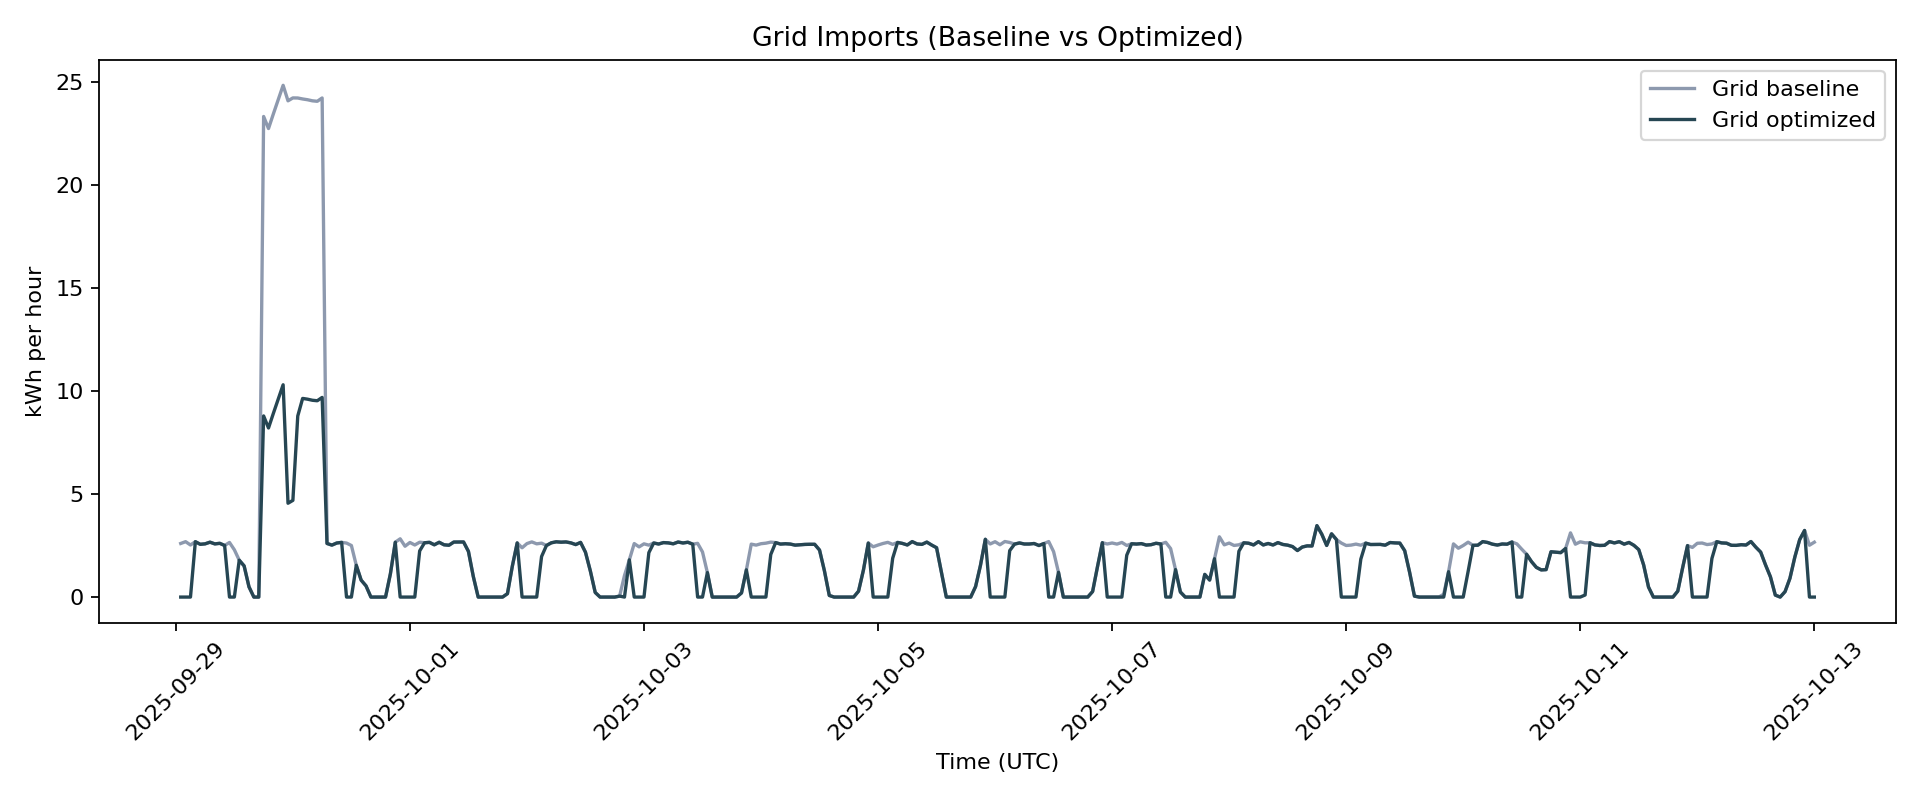 Grid Imports (Baseline vs Optimized)
Grid baseline
Grid optimized
kWh per hour
25
20
15
10
5
0
2025-09-29
2025-10-01
2025-10-03
2025-10-05
2025-10-07
2025-10-09
2025-10-11
2025-10-13
Time (UTC)